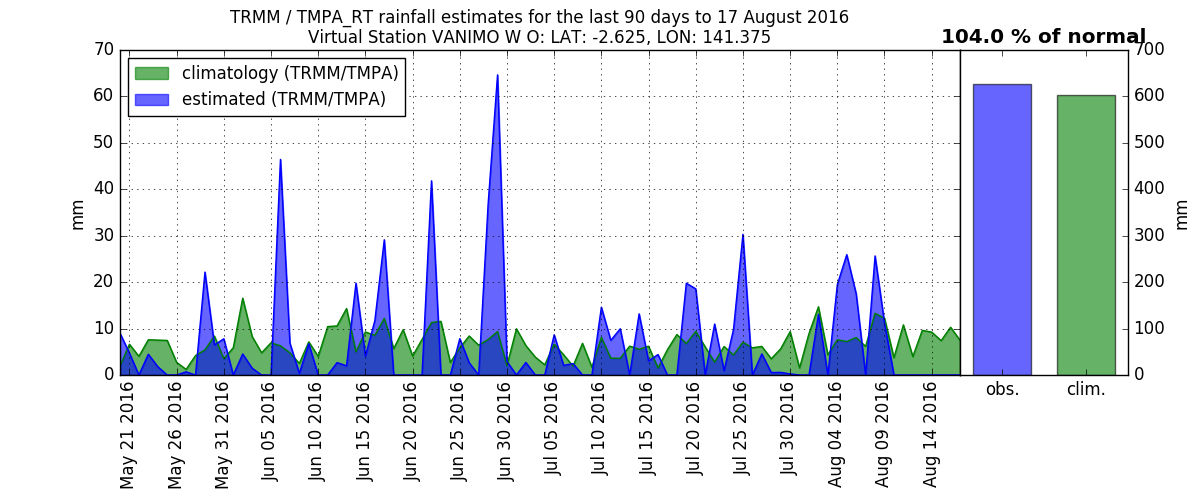 TRMM / TMPA_RT rainfall estimates for the last 90 days to 17 August 2016
Virtual Station VANIMO W O: LAT: -2.625, LON: 141.375
104.0 % of normal
climatology (TRMM/TMPA)
estimated (TRMM/TMPA)
70
60
50
40
30
20
10
0
mm
May 21 2016
May 26 2016
May 31 2016
Jun 05 2016
Jun 10 2016
Jun 15 2016
Jun 20 2016
Jun 25 2016
Jun 30 2016
Jul 05 2016
Jul 10 2016
Jul 15 2016
Jul 20 2016
Jul 25 2016
Jul 30 2016
Aug 04 2016
Aug 09 2016
Aug 14 2016
700
600
500
400
300
200
100
0
mm
obs.
clim.